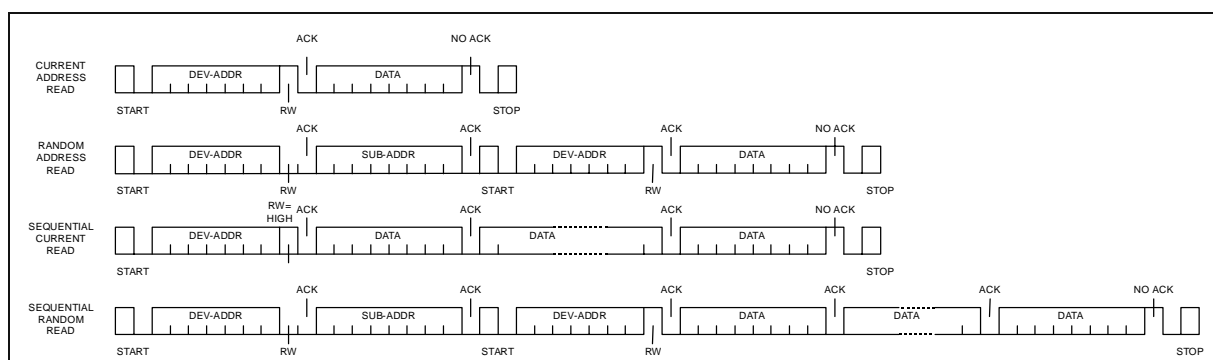 ACK NO ACK
CURRENT
ADDRESS
READ
DEV-ADDR DATA
START RW STOP
ACK ACK ACK NO ACK
RANDOM
ADDRESS
READ
DEV-ADDR SUB-ADDR DEV-ADDR DATA
START RW START RW STOP
RW=
HIGH
ACK ACK ACK NO ACK
SEQUENTIAL
CURRENT
READ
DEV-ADDR DATA DATA DATA
START STOP
ACK ACK ACK ACK ACK NO ACK
SEQUENTIAL
RANDOM
READ
DEV-ADDR SUB-ADDR DEV-ADDR DATA DATA DATA
START RW START RW STOP